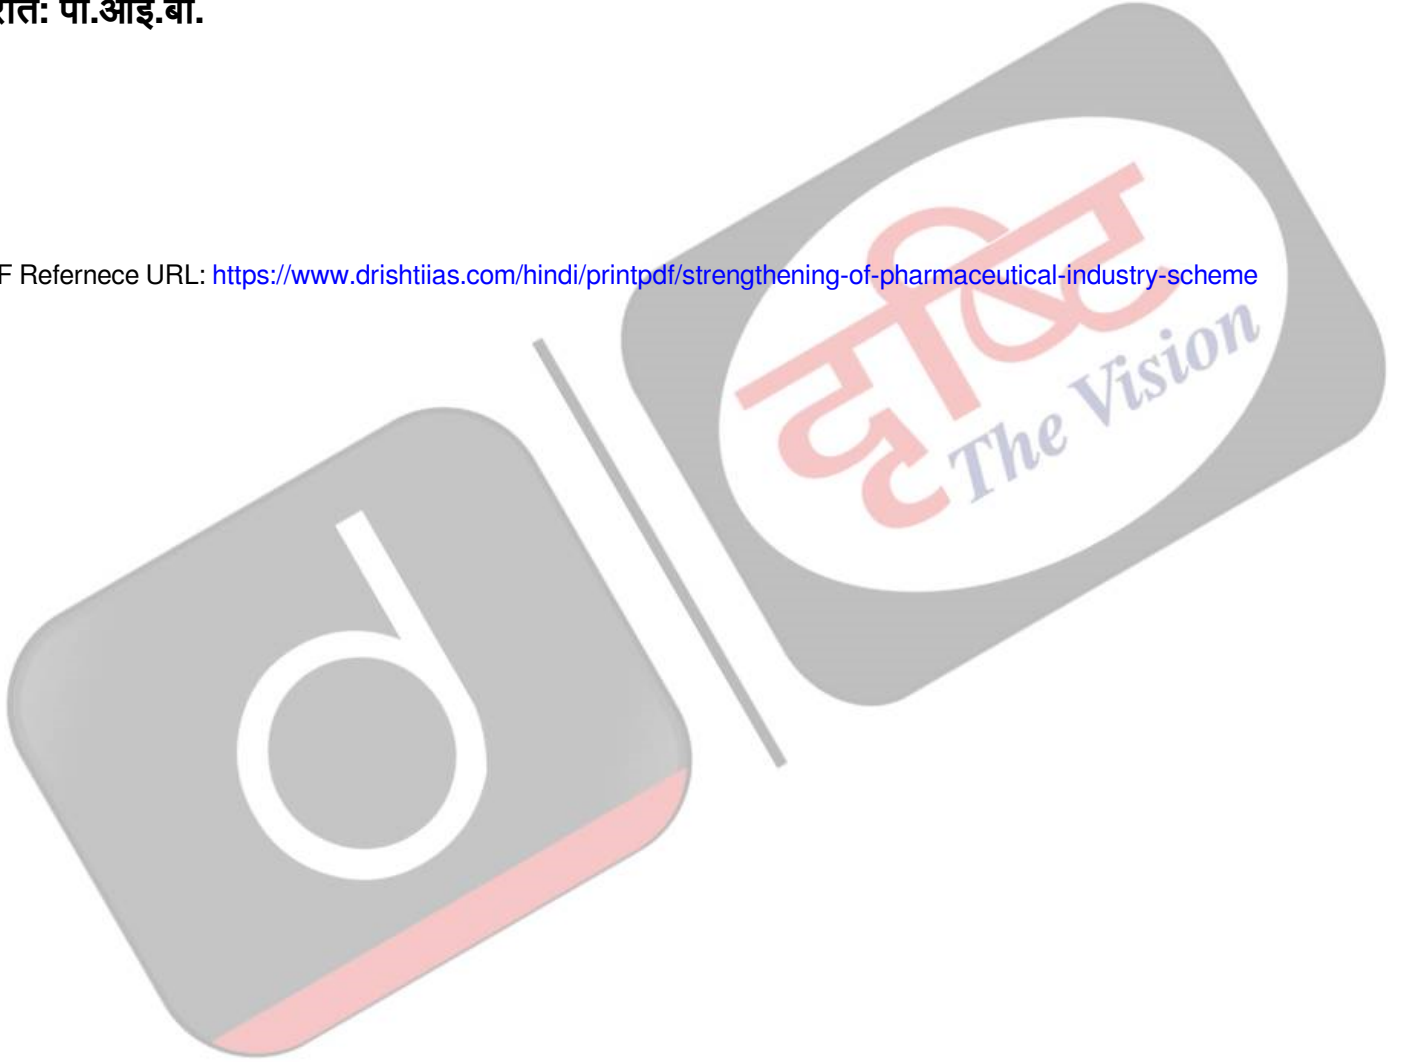 पी.आई.बी.
F Refernece URL: https://www.drishtiias.com/hindi/printpdf/strengthening-of-pharmaceutical-industry-scheme
दृष्टि
The Vision
d